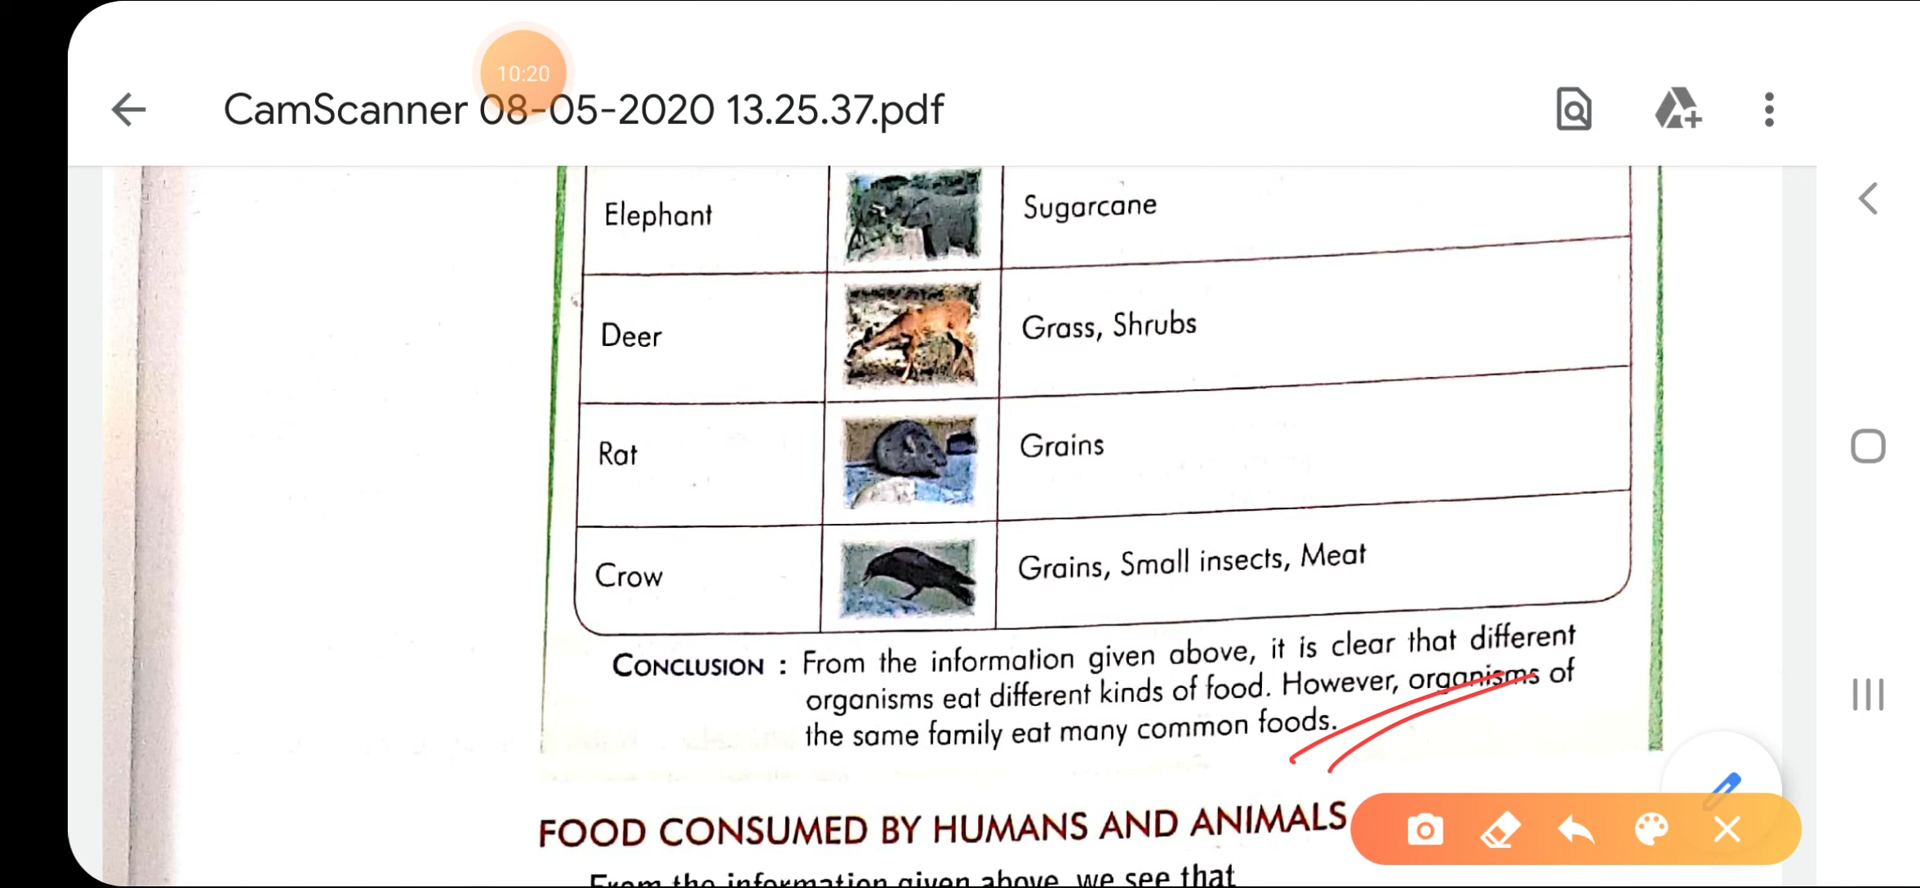 10:20
CamScanner 08-05-2020 13.25.37.pdf
Elephant
Sugarcane
Deer
Grass, Shrubs
Rat
Grains
Crow
Grains, Small insects, Meat
CONCLUSION : From the information given above, it is clear that different
organisms eat different kinds of food. However, organisms of
the same family eat many common foods.
FOOD CONSUMED BY HUMANS AND ANIMALS
From the information given above, we see that